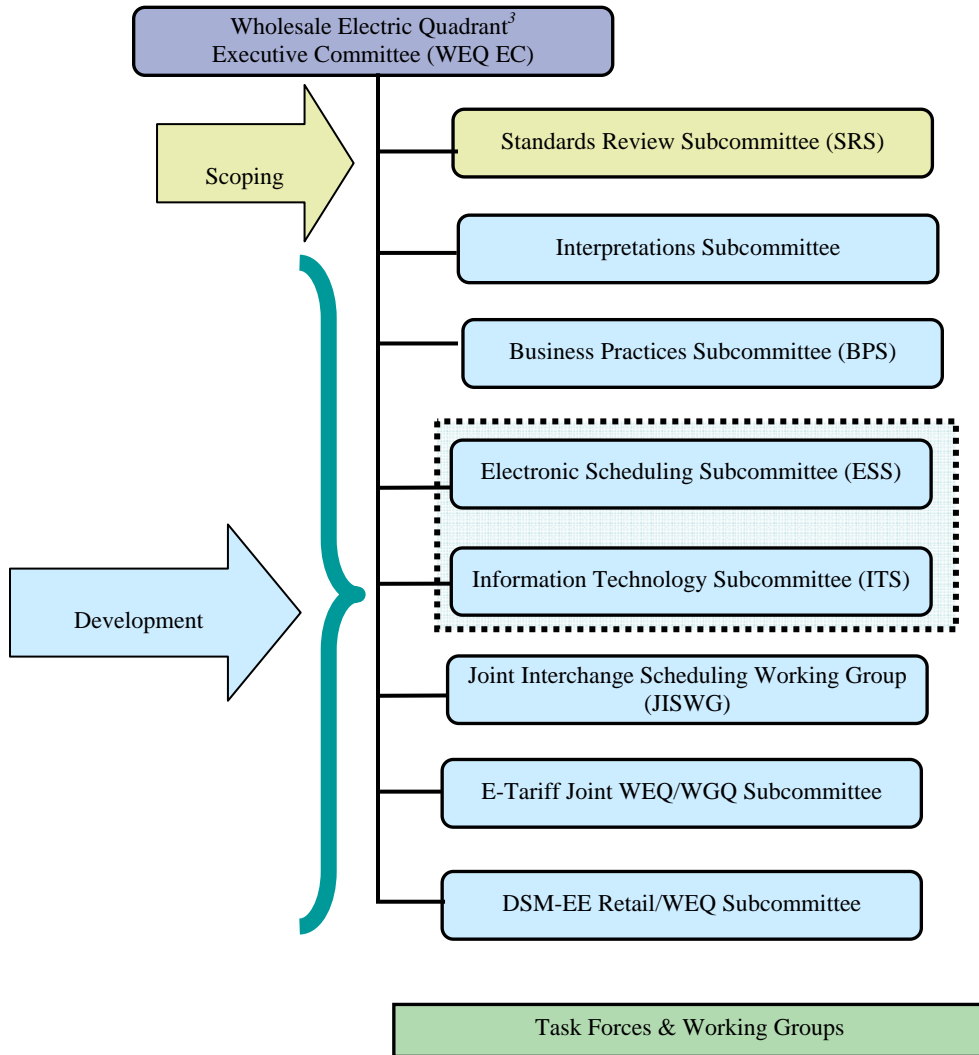 Wholesale Electric Quadrant3
Executive Committee (WEQ EC)
Scoping
Standards Review Subcommittee (SRS)
Interpretations Subcommittee
Business Practices Subcommittee (BPS)
Electronic Scheduling Subcommittee (ESS)
Information Technology Subcommittee (ITS)
Development
Joint Interchange Scheduling Working Group
(JISWG)
E-Tariff Joint WEQ/WGQ Subcommittee
DSM-EE Retail/WEQ Subcommittee
Task Forces & Working Groups